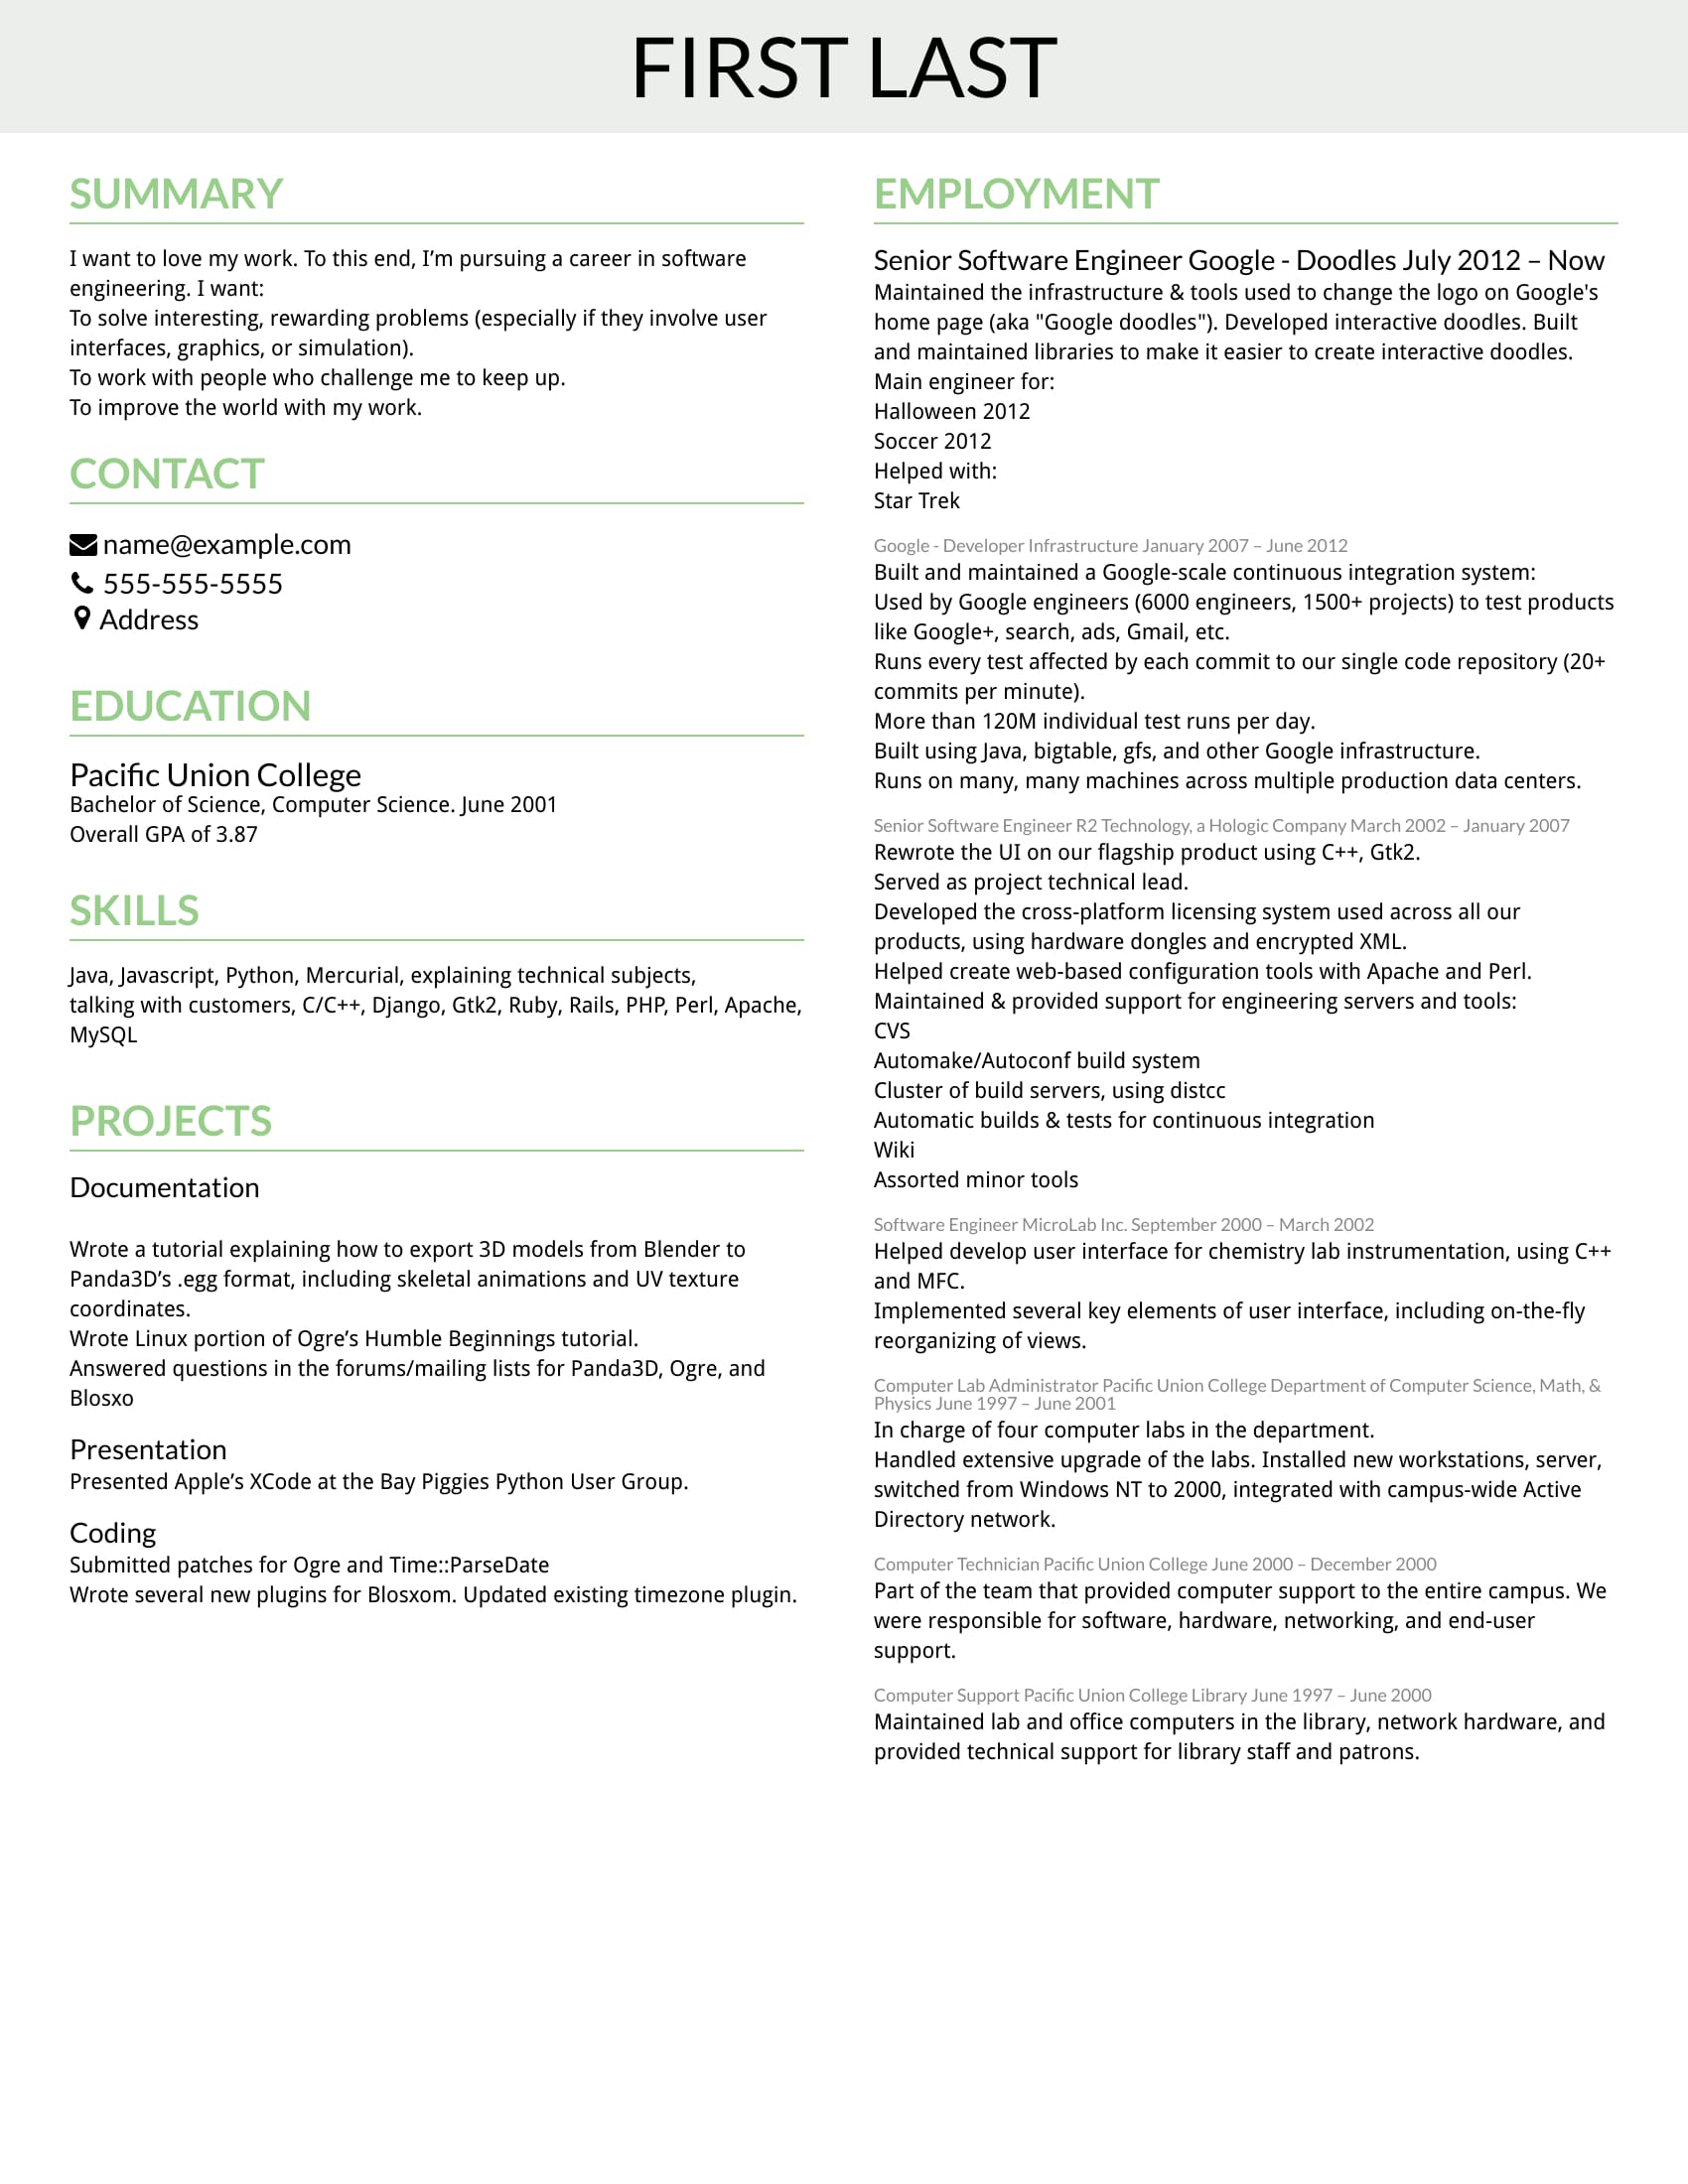 FIRST LAST
SUMMARY
I want to love my work. To this end, I’m pursuing a career in software
engineering. I want:
To solve interesting, rewarding problems (especially if they involve user
interfaces, graphics, or simulation).
To work with people who challenge me to keep up.
To improve the world with my work.
CONTACT
name@example.com
555-555-5555
Address
EDUCATION
Pacific Union College
Bachelor of Science, Computer Science. June 2001
Overall GPA of 3.87
SKILLS
Java, Javascript, Python, Mercurial, explaining technical subjects,
talking with customers, C/C++, Django, Gtk2, Ruby, Rails, PHP, Perl, Apache,
MySQL
PROJECTS
Documentation
Wrote a tutorial explaining how to export 3D models from Blender to
Panda3D’s .egg format, including skeletal animations and UV texture
coordinates.
Wrote Linux portion of Ogre’s Humble Beginnings tutorial.
Answered questions in the forums/mailing lists for Panda3D, Ogre, and
Blosxo
Presentation
Presented Apple’s XCode at the Bay Piggies Python User Group.
Coding
Submitted patches for Ogre and Time::ParseDate
Wrote several new plugins for Blosxom. Updated existing timezone plugin.
EMPLOYMENT
Senior Software Engineer Google - Doodles July 2012 – Now
Maintained the infrastructure & tools used to change the logo on Google's
home page (aka "Google doodles"). Developed interactive doodles. Built
and maintained libraries to make it easier to create interactive doodles.
Main engineer for:
Halloween 2012
Soccer 2012
Helped with:
Star Trek
Google - Developer Infrastructure January 2007 – June 2012
Built and maintained a Google-scale continuous integration system:
Used by Google engineers (6000 engineers, 1500+ projects) to test products
like Google+, search, ads, Gmail, etc.
Runs every test affected by each commit to our single code repository (20+
commits per minute).
More than 120M individual test runs per day.
Built using Java, bigtable, gfs, and other Google infrastructure.
Runs on many, many machines across multiple production data centers.
Senior Software Engineer R2 Technology, a Hologic Company March 2002 – January 2007
Rewrote the UI on our flagship product using C++, Gtk2.
Served as project technical lead.
Developed the cross-platform licensing system used across all our
products, using hardware dongles and encrypted XML.
Helped create web-based configuration tools with Apache and Perl.
Maintained & provided support for engineering servers and tools:
CVS
Automake/Autoconf build system
Cluster of build servers, using distcc
Automatic builds & tests for continuous integration
Wiki
Assorted minor tools
Software Engineer MicroLab Inc. September 2000 – March 2002
Helped develop user interface for chemistry lab instrumentation, using C++
and MFC.
Implemented several key elements of user interface, including on-the-fly
reorganizing of views.
Computer Lab Administrator Pacific Union College Department of Computer Science, Math, &
Physics June 1997 – June 2001
In charge of four computer labs in the department.
Handled extensive upgrade of the labs. Installed new workstations, server,
switched from Windows NT to 2000, integrated with campus-wide Active
Directory network.
Computer Technician Pacific Union College June 2000 – December 2000
Part of the team that provided computer support to the entire campus. We
were responsible for software, hardware, networking, and end-user
support.
Computer Support Pacific Union College Library June 1997 – June 2000
Maintained lab and office computers in the library, network hardware, and
provided technical support for library staff and patrons.